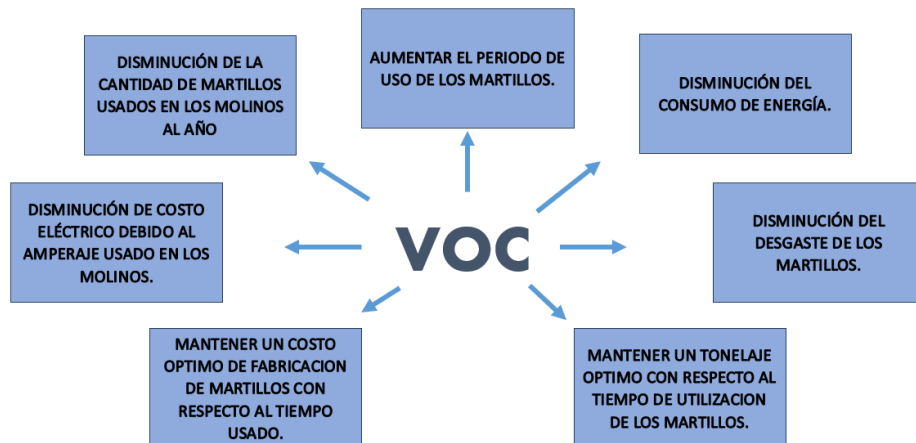 DISMINUCIÓN DE LA
CANTIDAD DE MARTILLOS
USADOS EN LOS MOLINOS
AL AÑO
AUMENTAR EL PERIODO DE
USO DE LOS MARTILLOS.
DISMINUCIÓN DEL
CONSUMO DE ENERGÍA.
DISMINUCIÓN DE COSTO
ELÉCTRICO DEBIDO AL
AMPERAJE USADO EN LOS
MOLINOS.
VOC
DISMINUCIÓN DEL
DESGASTE DE LOS
MARTILLOS.
MANTENER UN COSTO
OPTIMO DE FABRICACION
DE MARTILLOS CON
RESPECTO AL TIEMPO
USADO.
MANTENER UN TONELAJE
OPTIMO CON RESPECTO AL
TIEMPO DE UTILIZACION
DE LOS MARTILLOS.